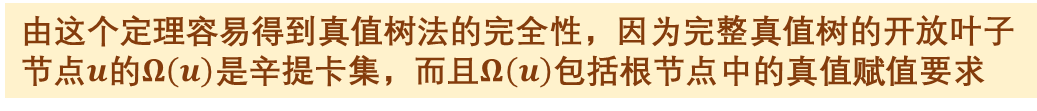 由这个定理容易得到真值树法的完全性，因为完整真值树的开放叶子
节点u的Ω(u)是辛提卡集，而且Ω(u)包括根节点中的真值赋值要求